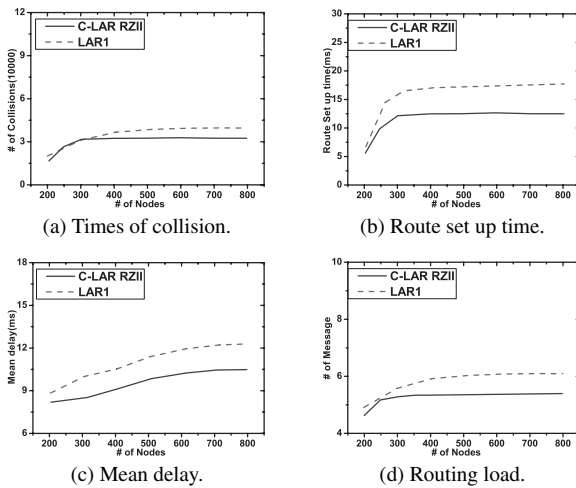 C-LAR RZII
LAR1
# of Collisions(10000)
12
9
6
3
0
200 300 400 500 600 700 800
# of Nodes
(a) Times of collision.
C-LAR RZII
LAR1
Route Set up time(ms)
30
25
20
15
10
5
0
200 300 400 500 600 700 800
# of Nodes
(b) Route set up time.
C-LAR RZII
LAR1
Mean delay(ms)
18
15
12
9
6
200 300 400 500 600 700 800
# of Nodes
(c) Mean delay.
C-LAR RZII
LAR1
# of Message
10
8
6
4
200 300 400 500 600 700 800
# of Nodes
(d) Routing load.